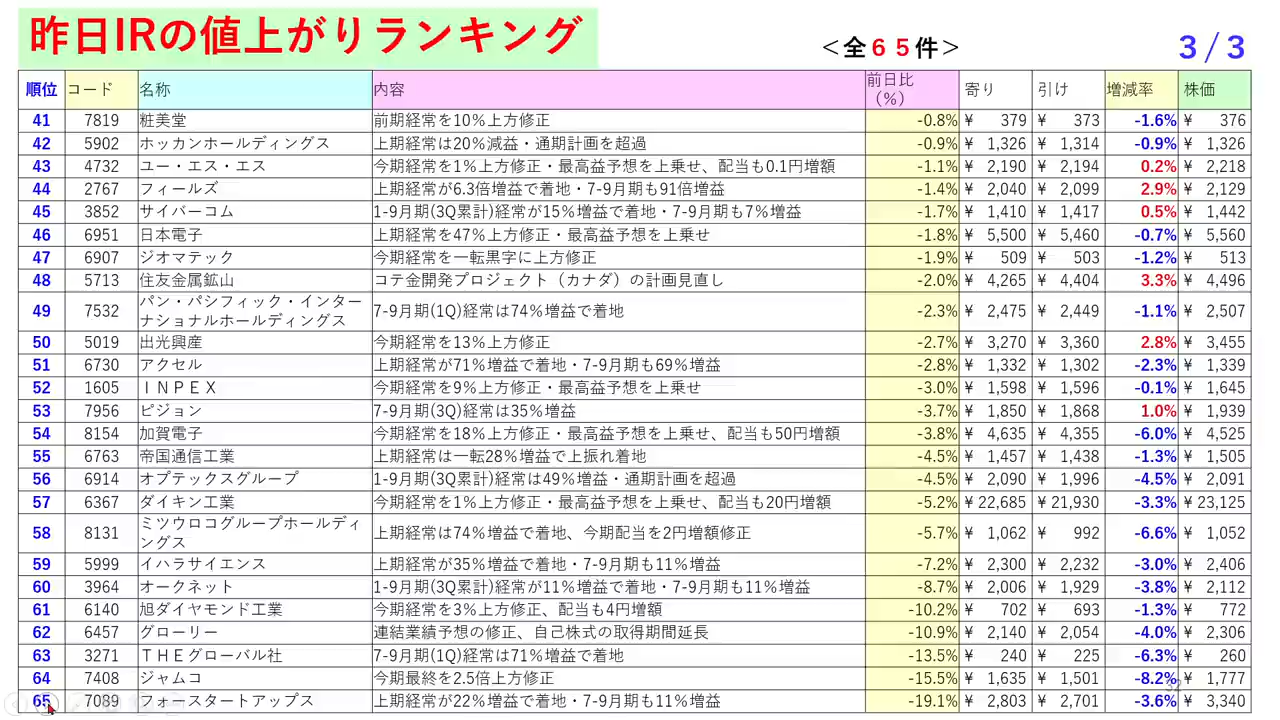 昨日IRの値上がりランキング
＜全６５件＞
３/３
順位 コード 名称 内容 前日比（%） 寄り 引け 増減率 株価
41 7819 粧美堂 前期経常を10%上方修正 -0.8% ¥ 379 ¥ 373 -1.6% ¥ 376
42 5902 ホッカンホールディングス 上期経常は20%減益・通期計画を超過 -0.9% ¥ 1,326 ¥ 1,314 -0.9% ¥ 1,326
43 4732 ユー・エス・エス 今期経常を1%上方修正・最高益予想を上乗せ、配当も0.1円増額 -1.1% ¥ 2,190 ¥ 2,194 0.2% ¥ 2,218
44 2767 フィールズ 上期経常が6.3倍増益で着地・7-9月期も91倍増益 -1.4% ¥ 2,040 ¥ 2,099 2.9% ¥ 2,129
45 3852 サイバーコム 1-9月期(3Q累計)経常が15%増益で着地・7-9月期も7%増益 -1.7% ¥ 1,410 ¥ 1,417 0.5% ¥ 1,442
46 6951 日本電子 上期経常を47%上方修正・最高益予想を上乗せ -1.8% ¥ 5,500 ¥ 5,460 -0.7% ¥ 5,560
47 6907 ジオマテック 今期経常を一転黒字に上方修正 -1.9% ¥ 509 ¥ 503 -1.2% ¥ 513
48 5713 住友金属鉱山 コテ金開発プロジェクト（カナダ）の計画見直し -2.0% ¥ 4,265 ¥ 4,404 3.3% ¥ 4,496
49 7532 パン・パシフィック・インターナショナルホールディングス 7-9月期(1Q)経常は74%増益で着地 -2.3% ¥ 2,475 ¥ 2,449 -1.1% ¥ 2,507
50 5019 出光興産 今期経常を13%上方修正 -2.7% ¥ 3,270 ¥ 3,360 2.8% ¥ 3,455
51 6730 アクセル 上期経常が71%増益で着地・7-9月期も69%増益 -2.8% ¥ 1,332 ¥ 1,302 -2.3% ¥ 1,339
52 1605 ＩＮＰＥＸ 今期経常を9%上方修正・最高益予想を上乗せ -3.0% ¥ 1,598 ¥ 1,596 -0.1% ¥ 1,645
53 7956 ピジョン 7-9月期(3Q)経常は35%増益 -3.7% ¥ 1,850 ¥ 1,868 1.0% ¥ 1,939
54 8154 加賀電子 今期経常を18%上方修正・最高益予想を上乗せ、配当も50円増額 -3.8% ¥ 4,635 ¥ 4,355 -6.0% ¥ 4,525
55 6763 帝国通信工業 上期経常は一転28%増益で上振れ着地 -4.5% ¥ 1,457 ¥ 1,438 -1.3% ¥ 1,505
56 6914 オプテックスグループ 1-9月期(3Q累計)経常は49%増益・通期計画を超過 -4.5% ¥ 2,090 ¥ 1,996 -4.5% ¥ 2,091
57 6367 ダイキン工業 今期経常を1%上方修正・最高益予想を上乗せ、配当も20円増額 -5.2% ¥22,685 ¥21,930 -3.3% ¥23,125
58 8131 ミツウロコグループホールディングス 上期経常は74%増益で着地、今期配当を2円増額修正 -5.7% ¥ 1,062 ¥ 992 -6.6% ¥ 1,052
59 5999 イハラサイエンス 上期経常が35%増益で着地・7-9月期も11%増益 -7.2% ¥ 2,300 ¥ 2,232 -3.0% ¥ 2,406
60 3964 オークネット 1-9月期(3Q累計)経常が11%増益で着地・7-9月期も11%増益 -8.7% ¥ 2,006 ¥ 1,929 -3.8% ¥ 2,112
61 6140 旭ダイヤモンド工業 今期経常を3%上方修正、配当も4円増額 -10.2% ¥ 702 ¥ 693 -1.3% ¥ 772
62 6457 グローリー 連結業績予想の修正、自己株式の取得期間延長 -10.9% ¥ 2,140 ¥ 2,054 -4.0% ¥ 2,306
63 3271 ＴＨＥグローバル社 7-9月期(1Q)経常は71%増益で着地 -13.5% ¥ 240 ¥ 225 -6.3% ¥ 260
64 7408 ジャムコ 今期最終を2.5倍上方修正 -15.5% ¥ 1,635 ¥ 1,501 -8.2% ¥ 1,777
65 7089 フォースタートアップス 上期経常が22%増益で着地・7-9月期も11%増益 -19.1% ¥ 2,803 ¥ 2,701 -3.6% ¥ 3,340
32